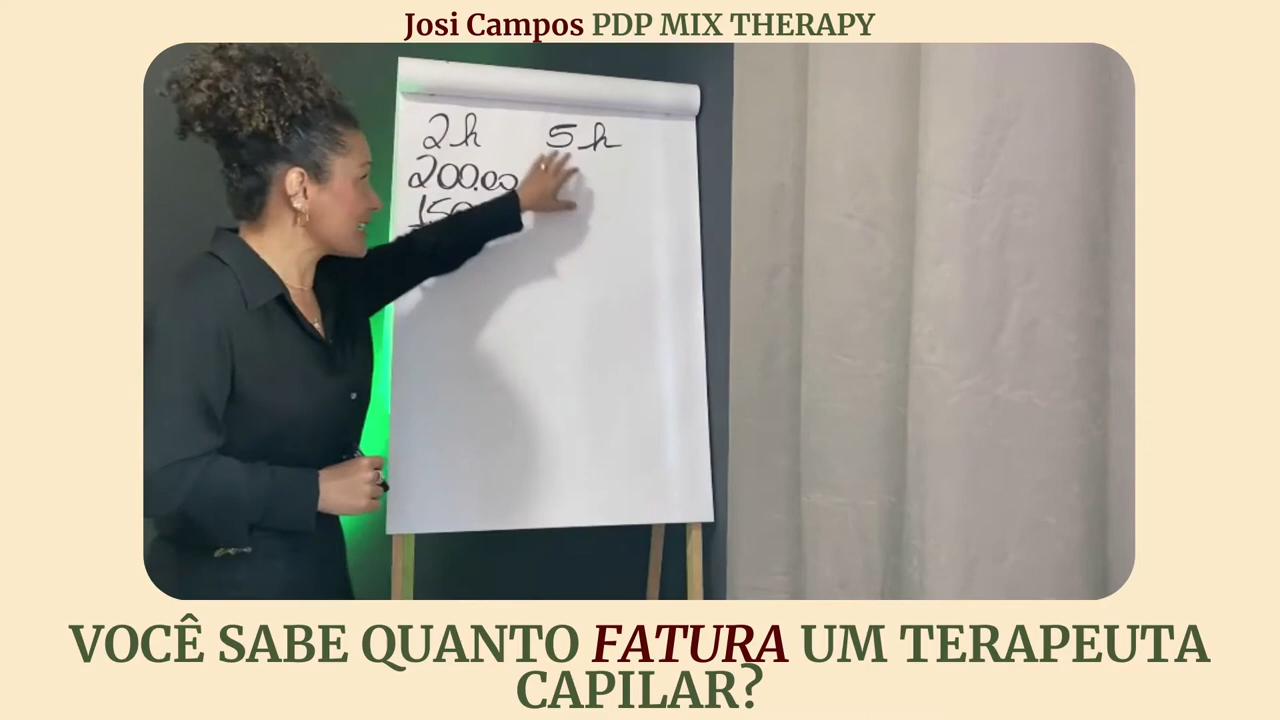 Josi Campos PDP MIX THERAPY
2h 5h
200.00
VOCÊ SABE QUANTO FATURA UM TERAPEUTA
CAPILAR?